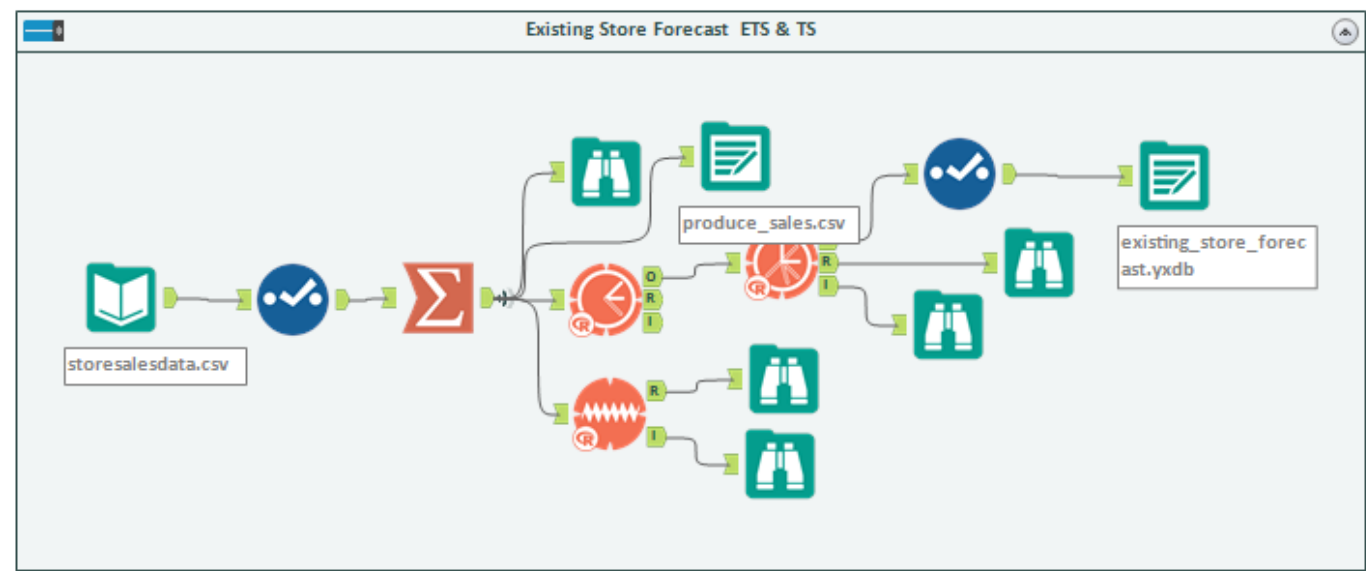 Existing Store Forecast ETS & TS
produce_sales.csv
existing_store_forec
ast.yxdb
storesalesdata.csv
O
R
I
R
I
R
I
R
R
R